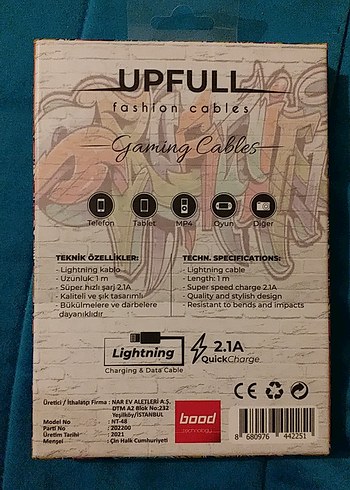 UPFULL
fashion cables
Gaming Cables
Telefon Tablet MP4 Oyun Diğer
TEKNİK ÖZELLİKLER:
- Lightning kablo
- Uzunluk: 1 m
- Süper hızlı şarj 2.1A
- Kaliteli ve şık tasarımlı
- Bükülmelere ve darbelere
dayanıklıdır
TECHN. SPECIFICATIONS:
- Lightning cable
- Length: 1 m
- Super speed charge 2.1A
- Quality and stylish design
- Resistant to bends and impacts
Lightning
Charging & Data Cable
2.1A
QuickCharge
CE
Üretici / İthalatçı Firma : NAR EV ALETLERİ A.Ş.
DTM A2 Blok No:232
Yeşilköy/İSTANBUL
Model No : NT-48
Parti No : 202200
Üretim Tarihi : 2021
Menşei : Çin Halk Cumhuriyeti
bood
technology
8 680976 442251